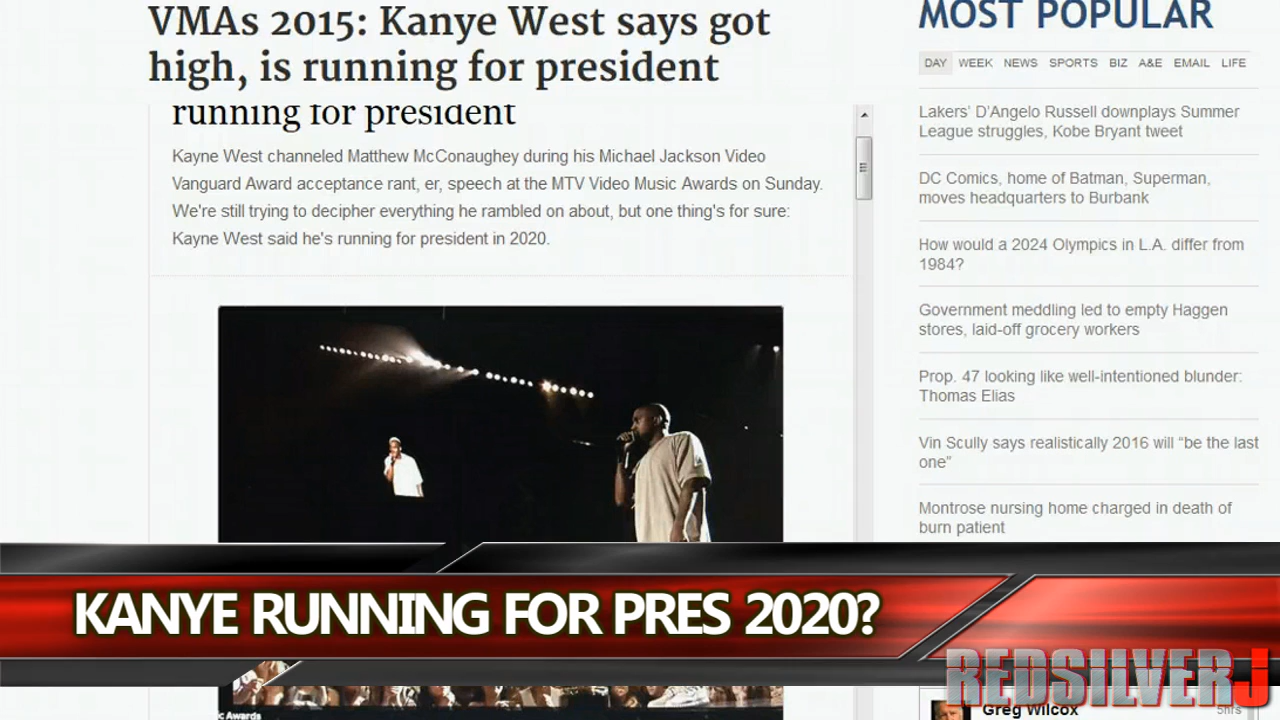 VMAs 2015: Kanye West says got
high, is running for president
running for president
Kayne West channeled Matthew McConaughey during his Michael Jackson Video
Vanguard Award acceptance rant, er, speech at the MTV Video Music Awards on Sunday.
We're still trying to decipher everything he rambled on about, but one thing's for sure:
Kayne West said he's running for president in 2020.
MOST POPULAR
DAY WEEK NEWS SPORTS BIZ A&E EMAIL LIFE
Lakers' D'Angelo Russell downplays Summer
League struggles, Kobe Bryant tweet
DC Comics, home of Batman, Superman,
moves headquarters to Burbank
How would a 2024 Olympics in L.A. differ from
1984?
Government meddling led to empty Haggen
stores, laid-off grocery workers
Prop. 47 looking like well-intentioned blunder:
Thomas Elias
Vin Scully says realistically 2016 will “be the last
one”
Montrose nursing home charged in death of
burn patient
KANYE RUNNING FOR PRES 2020?
REDSILVERJ
Greg Wilcox 5hrs
c Awards